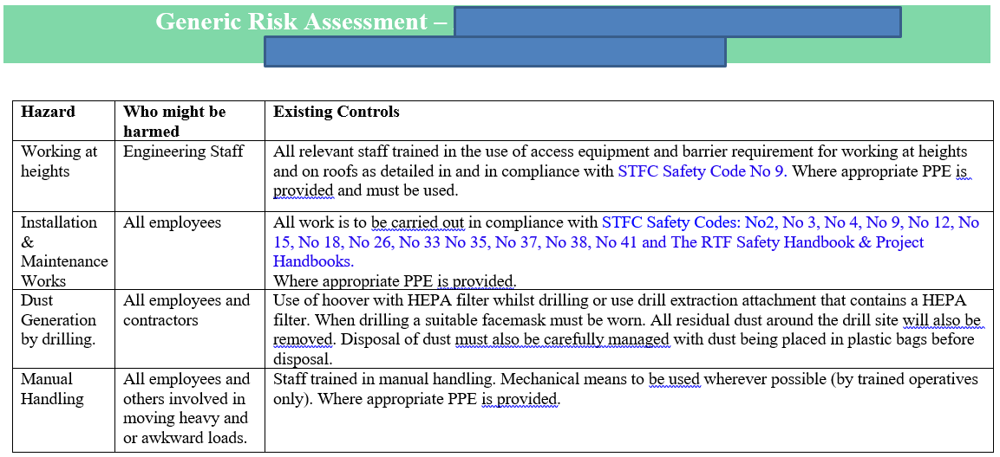 Generic Risk Assessment –
Hazard
Who might be
harmed
Existing Controls
Working at
heights
Engineering Staff
All relevant staff trained in the use of access equipment and barrier requirement for working at heights
and on roofs as detailed in and in compliance with STFC Safety Code No 9. Where appropriate PPE is
provided and must be used.
Installation
&
Maintenance
Works
All employees
All work is to be carried out in compliance with STFC Safety Codes: No2, No 3, No 4, No 9, No 12, No
15, No 18, No 26, No 33 No 35, No 37, No 38, No 41 and The RTF Safety Handbook & Project
Handbooks.
Where appropriate PPE is provided.
Dust
Generation
by drilling.
All employees and
contractors
Use of hoover with HEPA filter whilst drilling or use drill extraction attachment that contains a HEPA
filter. When drilling a suitable facemask must be worn. All residual dust around the drill site will also be
removed. Disposal of dust must also be carefully managed with dust being placed in plastic bags before
disposal.
Manual
Handling
All employees and
others involved in
moving heavy and
or awkward loads.
Staff trained in manual handling. Mechanical means to be used wherever possible (by trained operatives
only). Where appropriate PPE is provided.